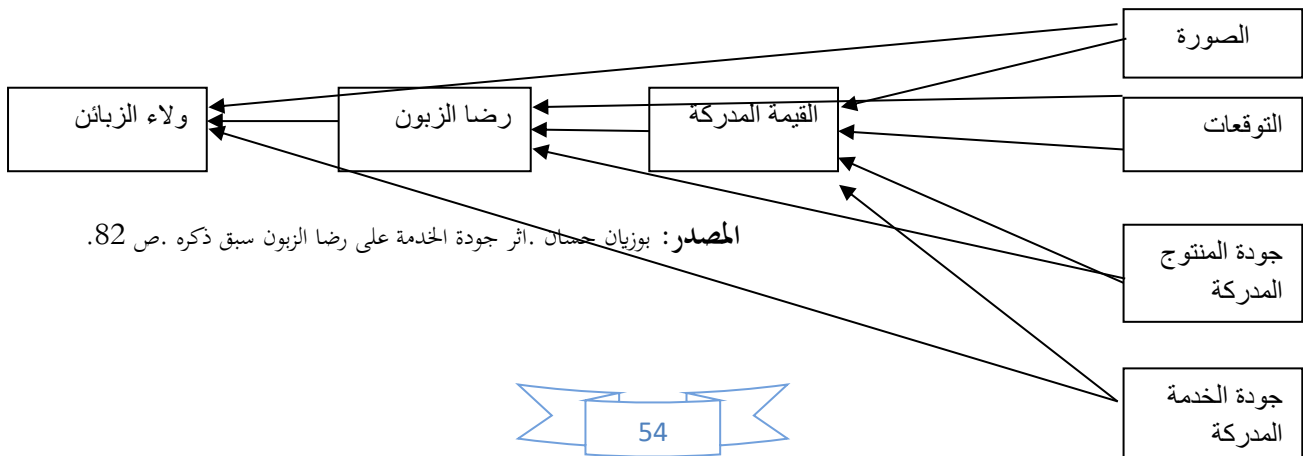 الصورة
التوقعات
القيمة المدركة
رضا الزبون
ولاء الزبائن
جودة المنتوج
المدركة
المصدر: بوزيان حسان .اثر جودة الخدمة على رضا الزبون سبق ذكره .ص 82.
جودة الخدمة
المدركة
54